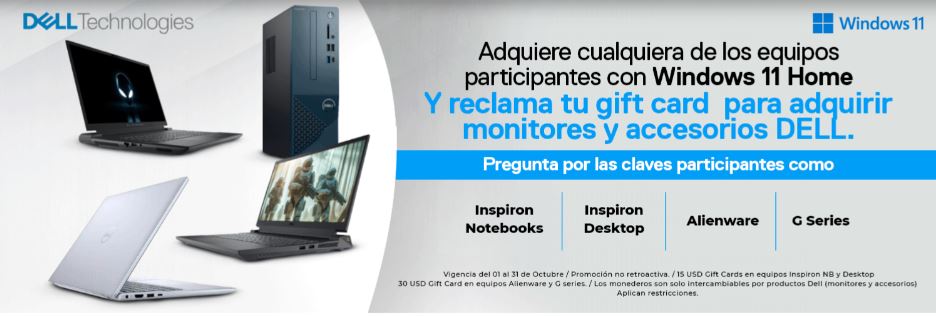 DELL Technologies
Windows 11
Adquiere cualquiera de los equipos
participantes con Windows 11 Home
Y reclama tu gift card para adquirir
monitores y accesorios DELL.
Pregunta por las claves participantes como
Inspiron
Notebooks
Inspiron
Desktop
Alienware
G Series
Vigencia del 01 al 31 de Octubre / Promoción no retroactiva. / 15 USD Gift Cards en equipos Inspiron NB y Desktop
30 USD Gift Card en equipos Alienware y G series. / Los monederos son solo intercambiables por productos Dell (monitores y accesorios)
Aplican restricciones.